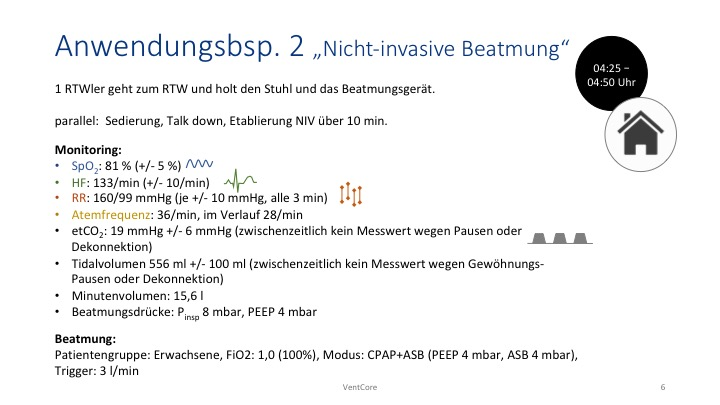 Anwendungsbsp. 2 „Nicht-invasive Beatmung“
04:25 –
04:50 Uhr
1 RTWler geht zum RTW und holt den Stuhl und das Beatmungsgerät.
parallel: Sedierung, Talk down, Etablierung NIV über 10 min.
Monitoring:
• SpO2: 81 % (+/- 5 %)
• HF: 133/min (+/- 10/min)
• RR: 160/99 mmHg (je +/- 10 mmHg, alle 3 min)
• Atemfrequenz: 36/min, im Verlauf 28/min
• etCO2: 19 mmHg +/- 6 mmHg (zwischenzeitlich kein Messwert wegen Pausen oder
Dekonnektion)
• Tidalvolumen 556 ml +/- 100 ml (zwischenzeitlich kein Messwert wegen Gewöhnungs-
Pausen oder Dekonnektion)
• Minutenvolumen: 15,6 l
• Beatmungsdrücke: Pinsp 8 mbar, PEEP 4 mbar
Beatmung:
Patientengruppe: Erwachsene, FiO2: 1,0 (100%), Modus: CPAP+ASB (PEEP 4 mbar, ASB 4 mbar),
Trigger: 3 l/min
VentCore
6